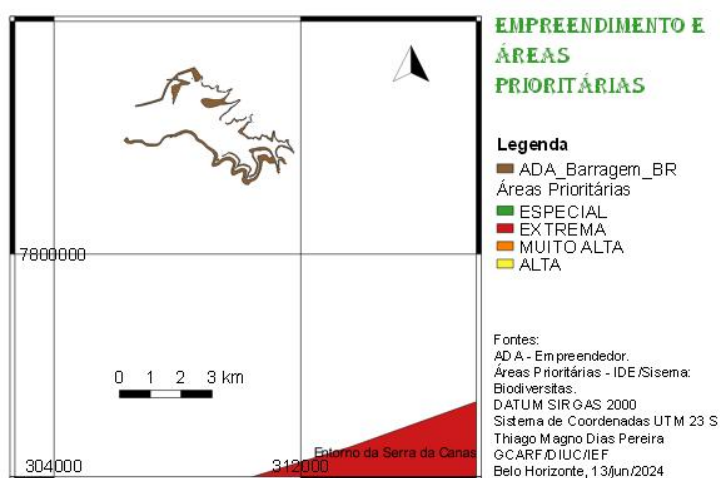 EMPREENDIMENTO E
ÁREAS
PRIORITÁRIAS
Legenda
ADA_Barragem_BR
Áreas Prioritárias
ESPECIAL
EXTREMA
MUITO ALTA
ALTA
7800000
0 1 2 3 km
Entorno da Serra da Canas
304000
312000
Fontes:
ADA - Empreendedor.
Áreas Prioritárias - IDE/Sisema:
Biodiversitas.
DATUM SIRGAS 2000
Sistema de Coordenadas UTM 23 S
Thiago Magno Dias Pereira
GCARF/DIUC/IEF
Belo Horizonte, 13/jun/2024